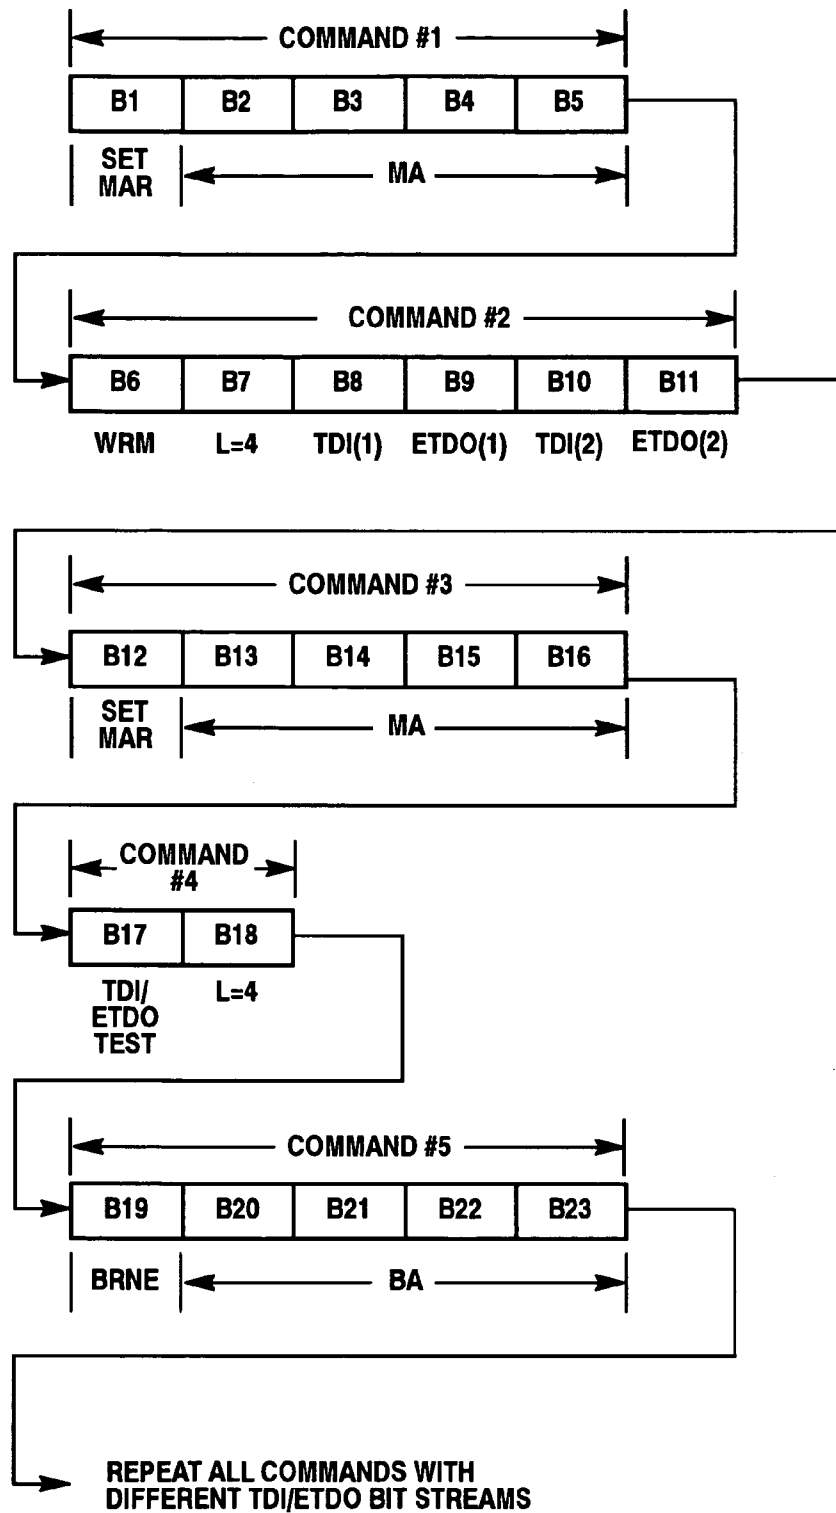 COMMAND #1
B1 B2 B3 B4 B5
SET
MAR
MA
COMMAND #2
B6 B7 B8 B9 B10 B11
WRM L=4 TDI(1) ETDO(1) TDI(2) ETDO(2)
COMMAND #3
B12 B13 B14 B15 B16
SET
MAR
MA
COMMAND
#4
B17 B18
TDI/
ETDO
TEST
L=4
COMMAND #5
B19 B20 B21 B22 B23
BRNE BA
REPEAT ALL COMMANDS WITH
DIFFERENT TDI/ETDO BIT STREAMS